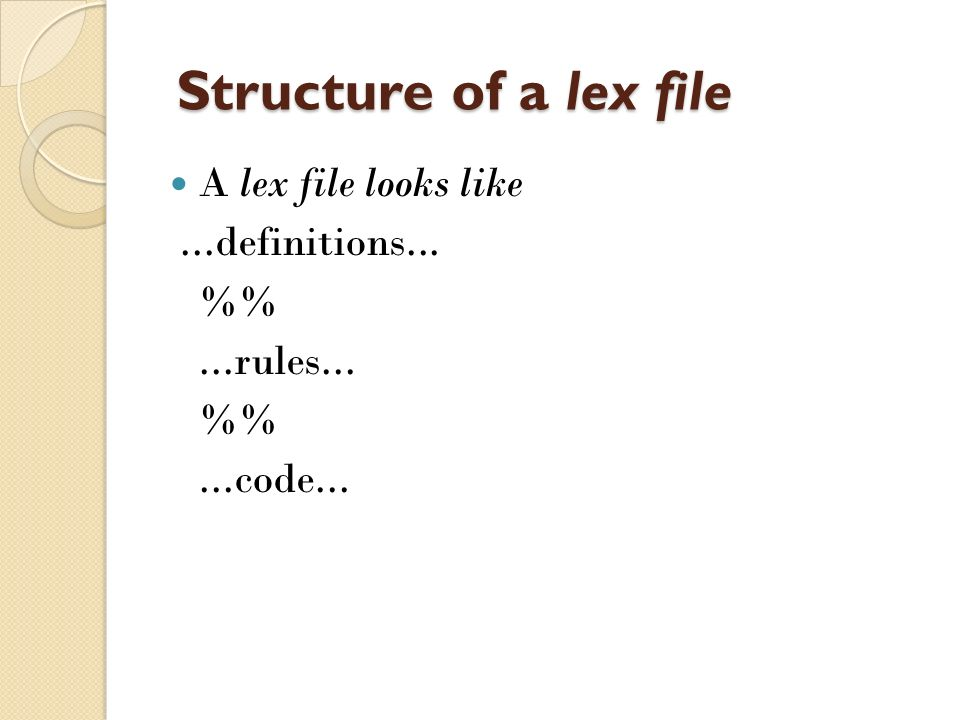 Structure of a lex file
• A lex file looks like
...definitions...
%%
...rules...
%%
...code...